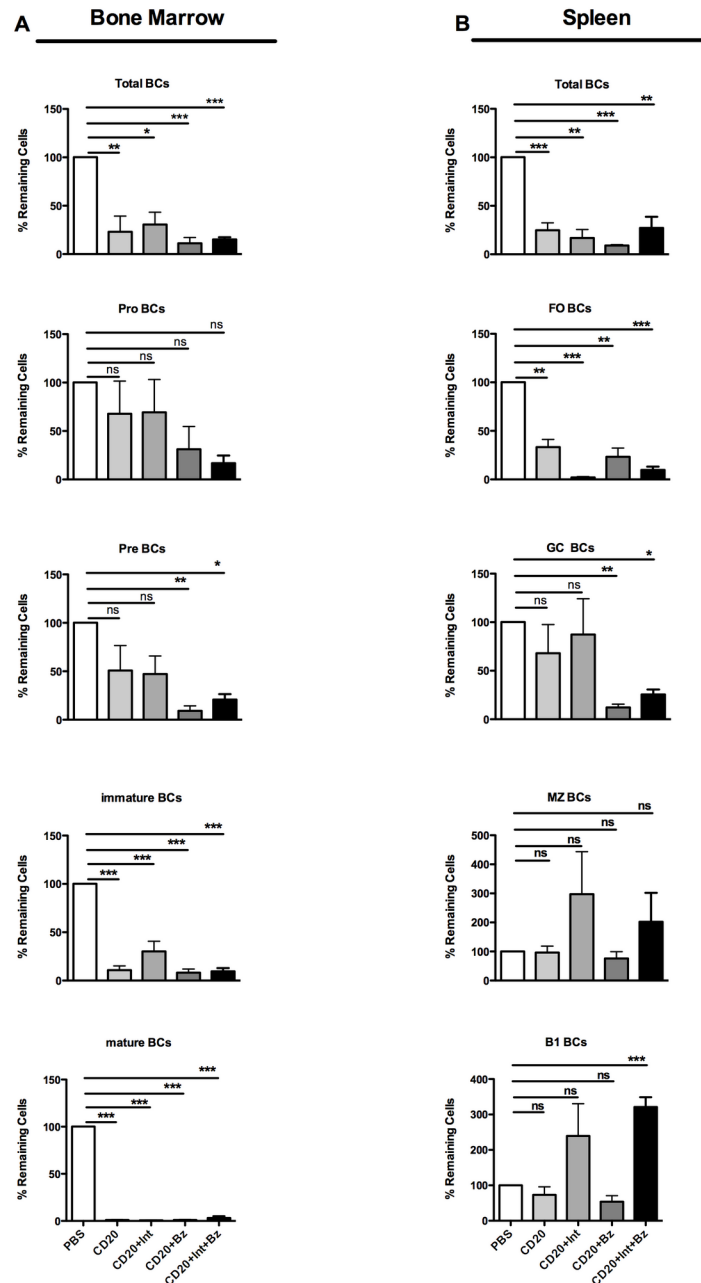 A Bone Marrow
Total BCs
% Remaining Cells
150
100
50
0
**
*
***
***
Pro BCs
% Remaining Cells
150
100
50
0
ns
ns
ns
ns
Pre BCs
% Remaining Cells
150
100
50
0
ns
ns
**
*
immature BCs
% Remaining Cells
150
100
50
0
***
***
***
***
mature BCs
% Remaining Cells
150
100
50
0
***
***
***
***
PBS
CD20
CD20+Int
CD20+Bz
CD20+Int+Bz
B Spleen
Total BCs
% Remaining Cells
150
100
50
0
***
**
***
**
FO BCs
% Remaining Cells
150
100
50
0
**
***
**
***
GC BCs
% Remaining Cells
150
100
50
0
ns
ns
**
*
MZ BCs
% Remaining Cells
500
400
300
200
100
0
ns
ns
ns
ns
B1 BCs
% Remaining Cells
400
300
200
100
0
ns
ns
ns
***
PBS
CD20
CD20+Int
CD20+Bz
CD20+Int+Bz